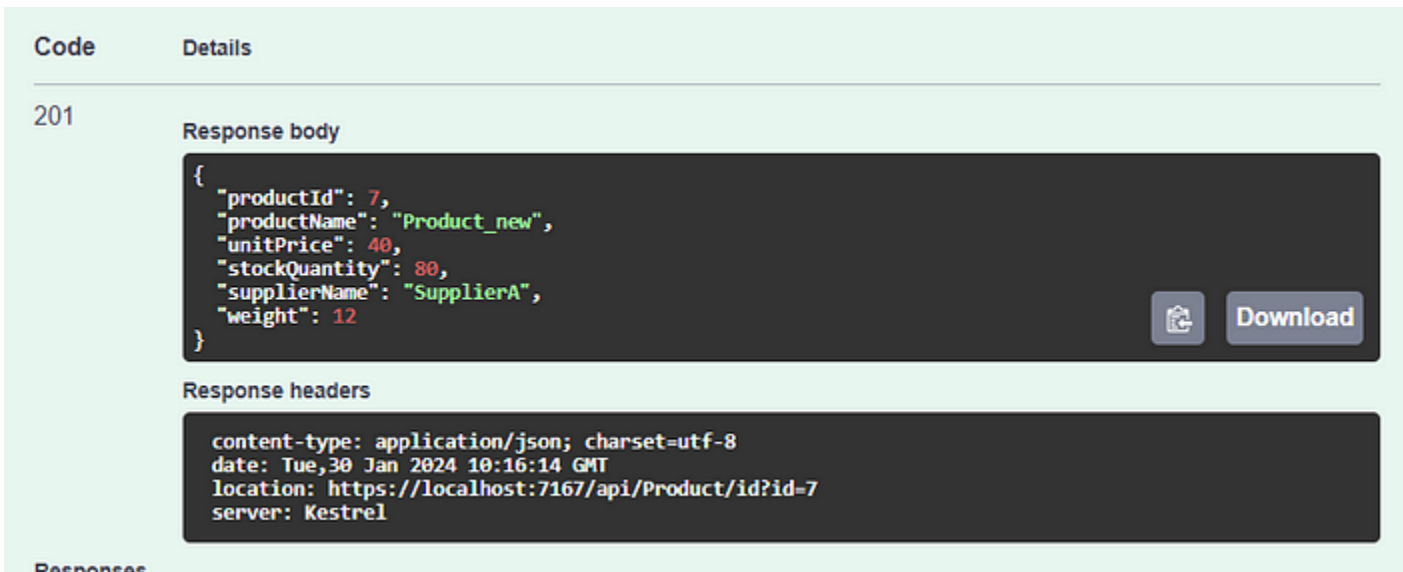 Code Details
201
Response body
{
  "productId": 7,
  "productName": "Product_new",
  "unitPrice": 40,
  "stockQuantity": 80,
  "supplierName": "SupplierA",
  "weight": 12
}
Download
Response headers
content-type: application/json; charset=utf-8
date: Tue,30 Jan 2024 10:16:14 GMT
location: https://localhost:7167/api/Product/id?id=7
server: Kestrel
Responses